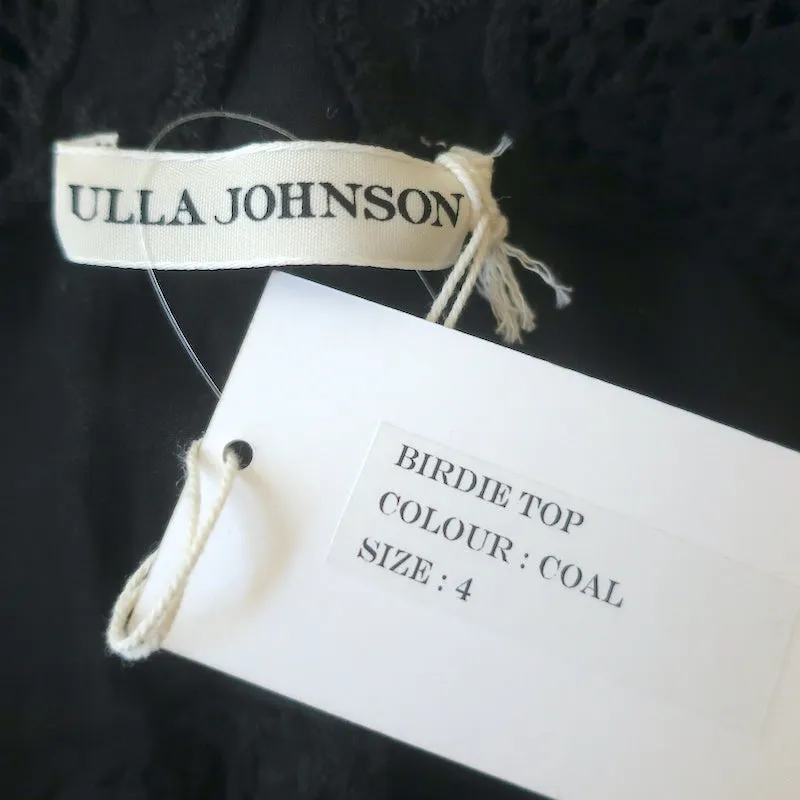 ULLA JOHNSON
BIRDIE TOP
COLOUR : COAL
SIZE : 4